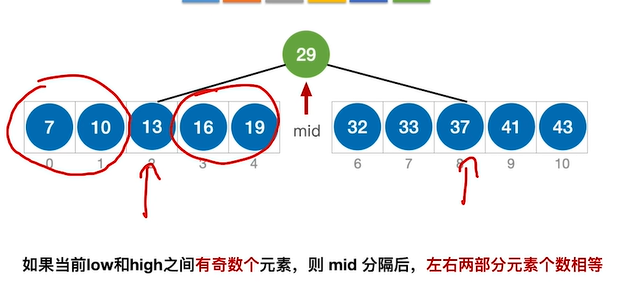 29
7 10 13 16 19 mid 32 33 37 41 43
0 1 2 3 4 6 7 8 9 10
如果当前low和high之间有奇数个元素，则 mid 分隔后，左右两部分元素个数相等